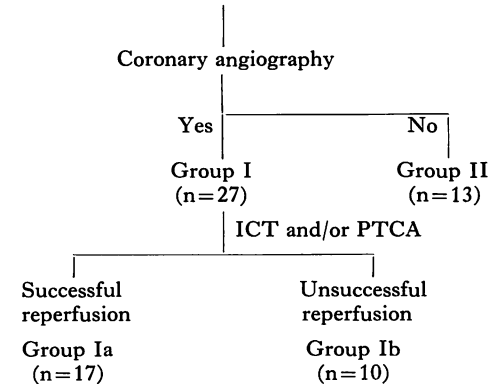 Coronary angiography
Yes
No
Group I
(n=27)
Group II
(n=13)
ICT and/or PTCA
Successful
reperfusion
Group Ia
(n=17)
Unsuccessful
reperfusion
Group Ib
(n=10)